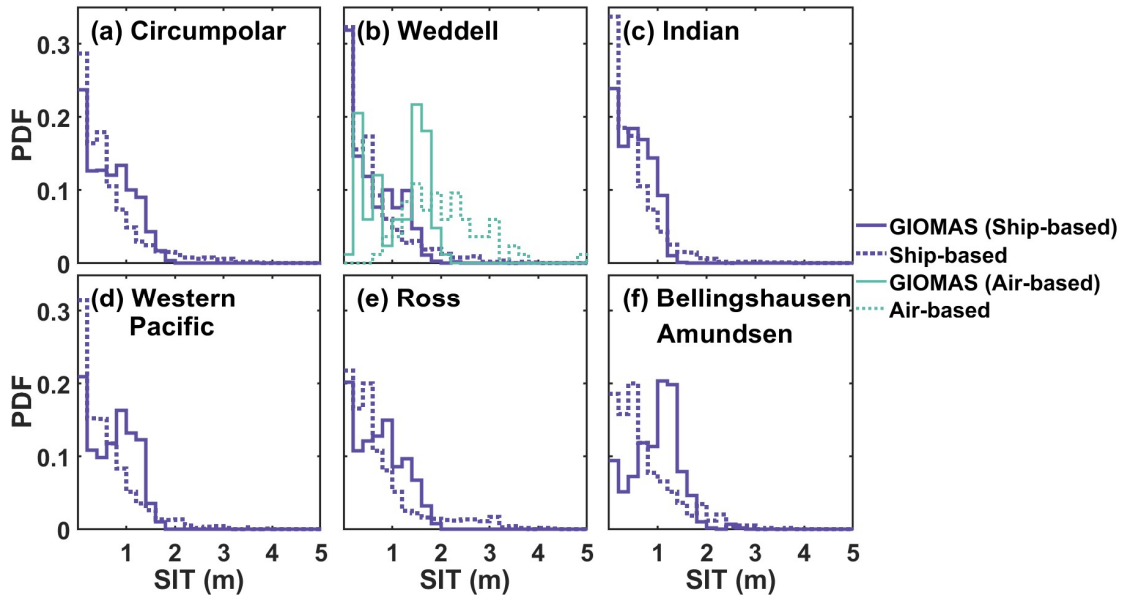 (a) Circumpolar
(b) Weddell
(c) Indian
0.3
0.2
0.1
0
PDF
GIOMAS (Ship-based)
Ship-based
GIOMAS (Air-based)
Air-based
(d) Western
Pacific
(e) Ross
(f) Bellingshausen
Amundsen
0.3
0.2
0.1
0
PDF
1 2 3 4 5
1 2 3 4 5
1 2 3 4 5
SIT (m)
SIT (m)
SIT (m)